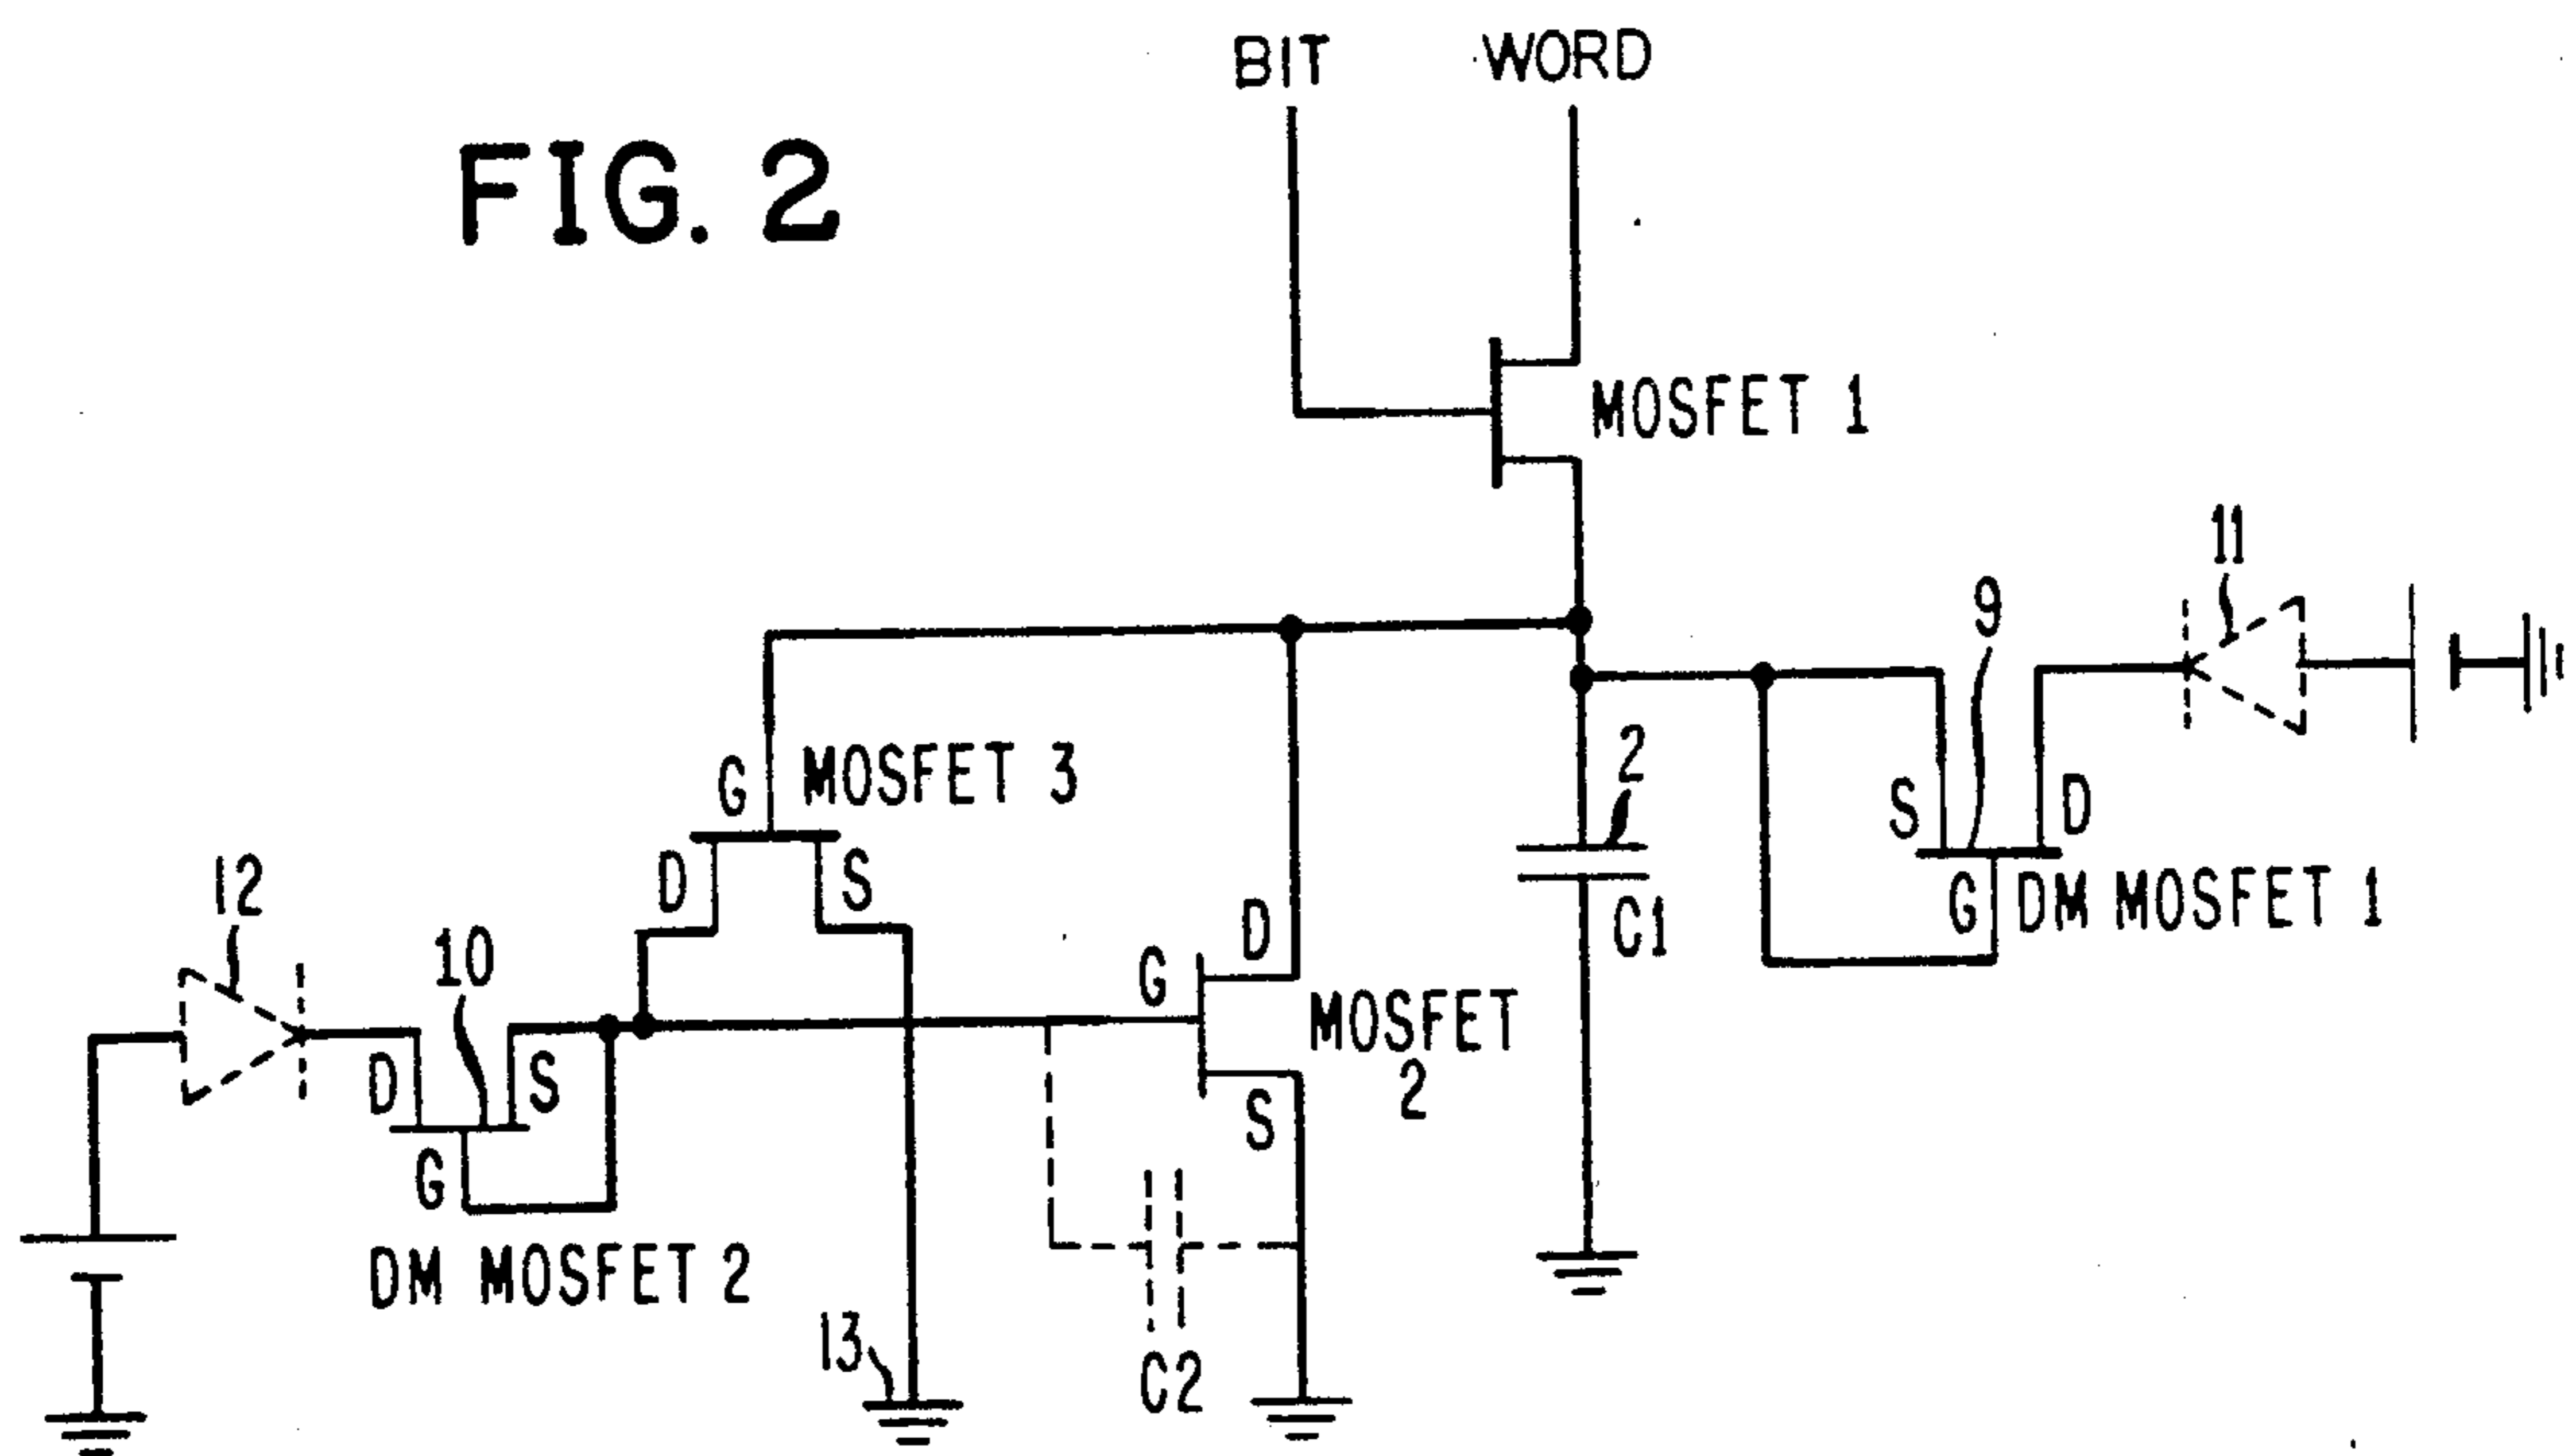 BIT WORD
FIG. 2
MOSFET 1
11
9
2
G MOSFET 3
S D
D S
12
G DM MOSFET 1
C1
D
10
G
MOSFET
2
D S
S
G
DM MOSFET 2
13
C2